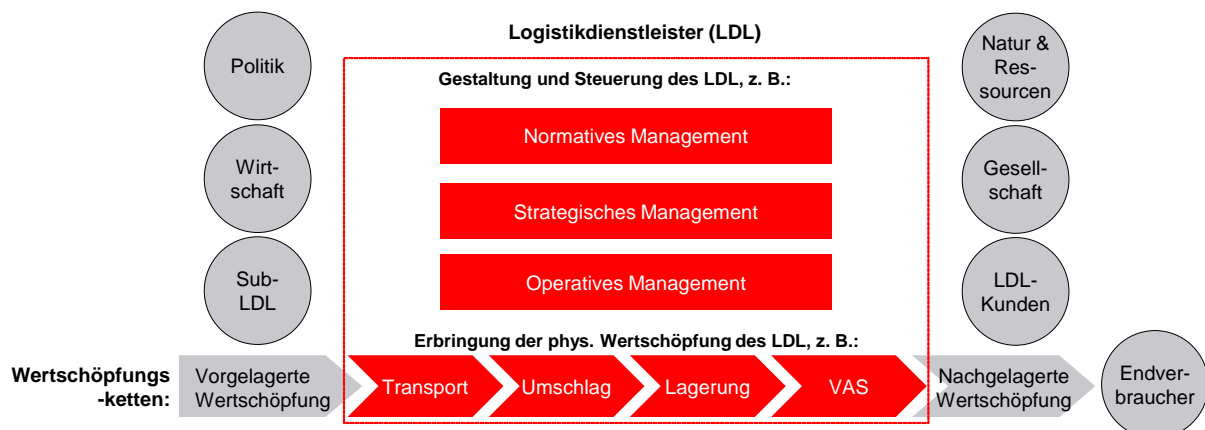 Logistikdienstleister (LDL)
Politik
Natur &
Res-
sourcen
Gestaltung und Steuerung des LDL, z. B.:
Normatives Management
Wirt-
schaft
Gesell-
schaft
Strategisches Management
Sub-
LDL
LDL-
Kunden
Operatives Management
Erbringung der phys. Wertschöpfung des LDL, z. B.:
Wertschöpfungs
-ketten:
Vorgelagerte
Wertschöpfung
Transport
Umschlag
Lagerung
VAS
Nachgelagerte
Wertschöpfung
Endver-
braucher